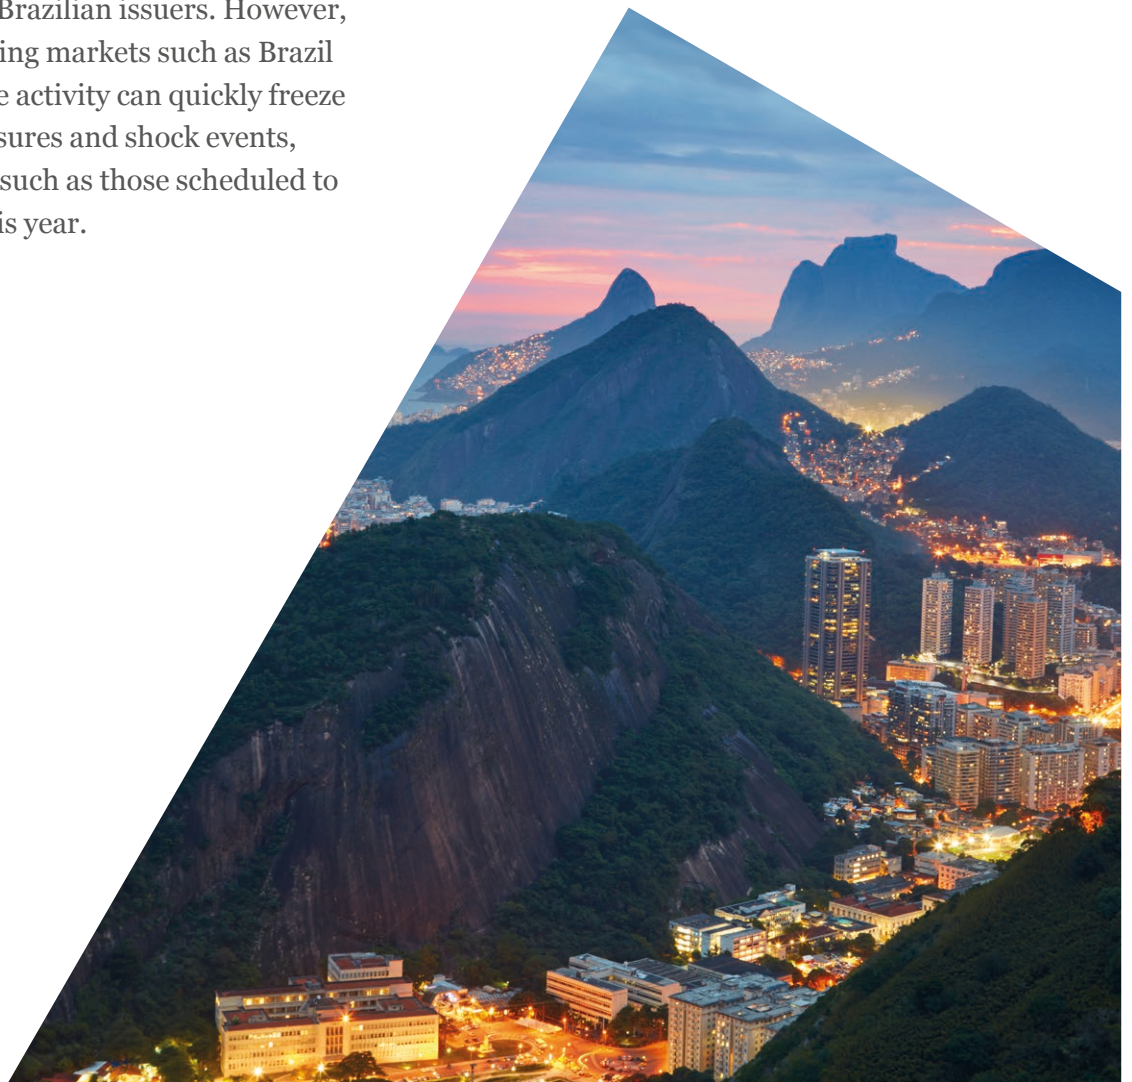 Brazilian issuers. However,
ing markets such as Brazil
e activity can quickly freeze
sures and shock events,
such as those scheduled to
is year.